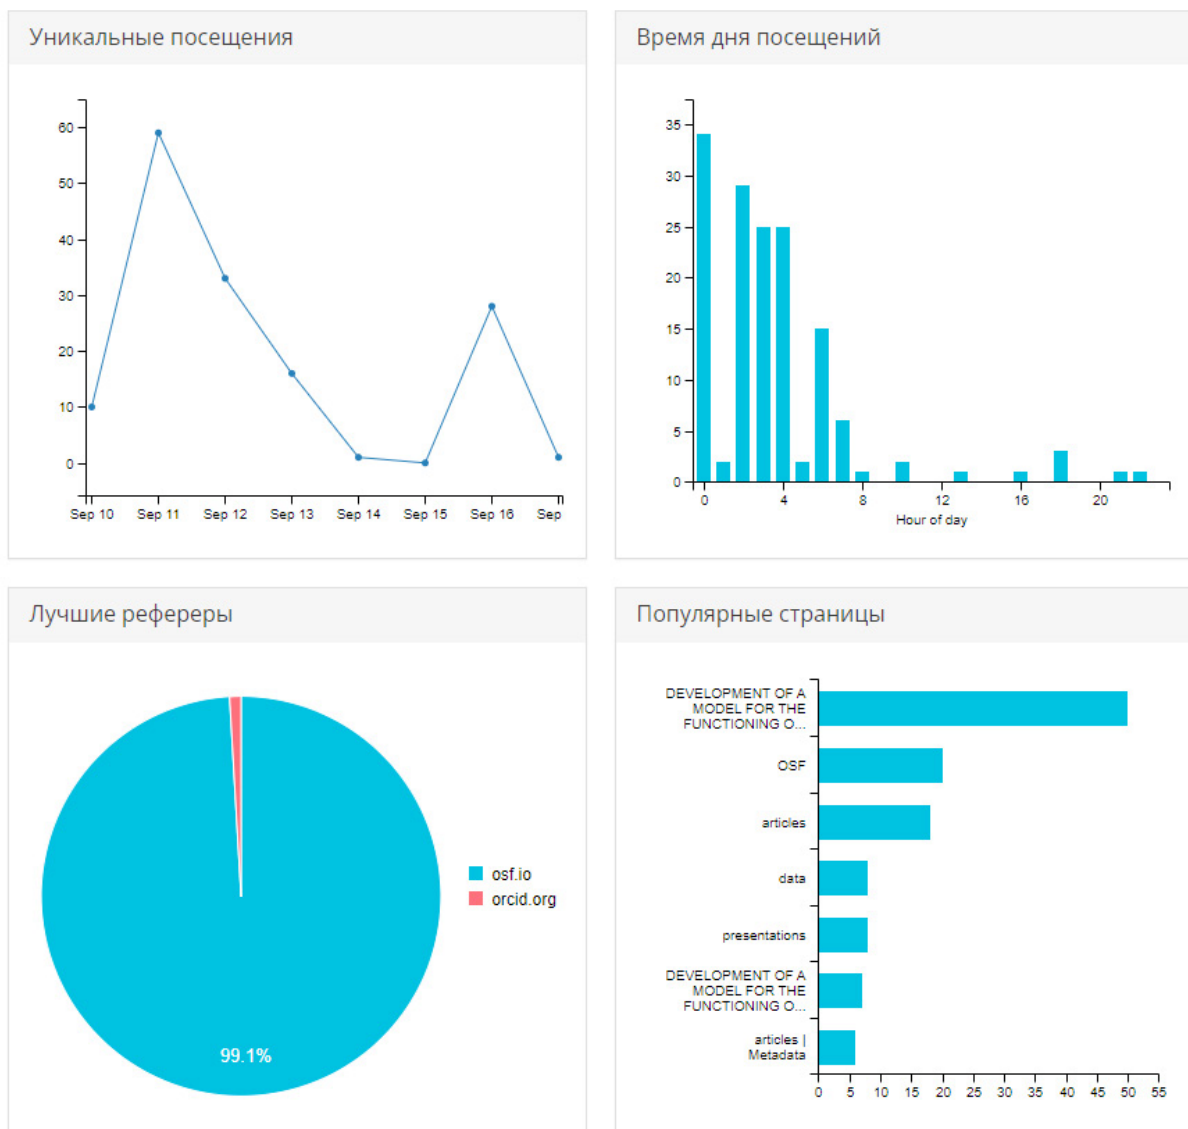 Уникальные посещения
60
50
40
30
20
10
0
Sep 10 Sep 11 Sep 12 Sep 13 Sep 14 Sep 15 Sep 16 Sep
Время дня посещений
35
30
25
20
15
10
5
0
0 4 8 12 16 20
Hour of day
Лучшие рефереры
99.1%
osf.io
orcid.org
Популярные страницы
DEVELOPMENT OF A
MODEL FOR THE
FUNCTIONING O...
OSF
articles
data
presentations
DEVELOPMENT OF A
MODEL FOR THE
FUNCTIONING O...
articles |
Metadata
0 5 10 15 20 25 30 35 40 45 50 55